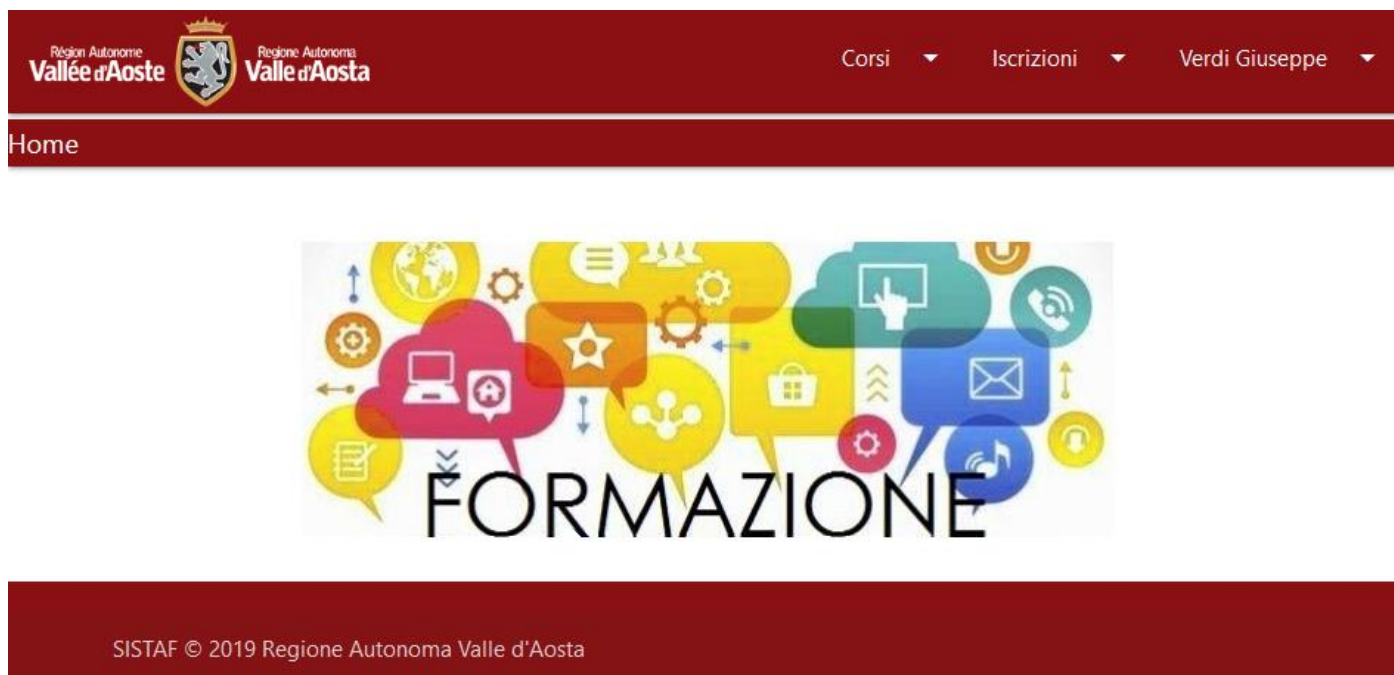 Région Autonome
Vallée d'Aoste
Regione Autonoma
Valle d'Aosta
Corsi
Iscrizioni
Verdi Giuseppe
Home
FORMAZIONE
SISTAF © 2019 Regione Autonoma Valle d'Aosta